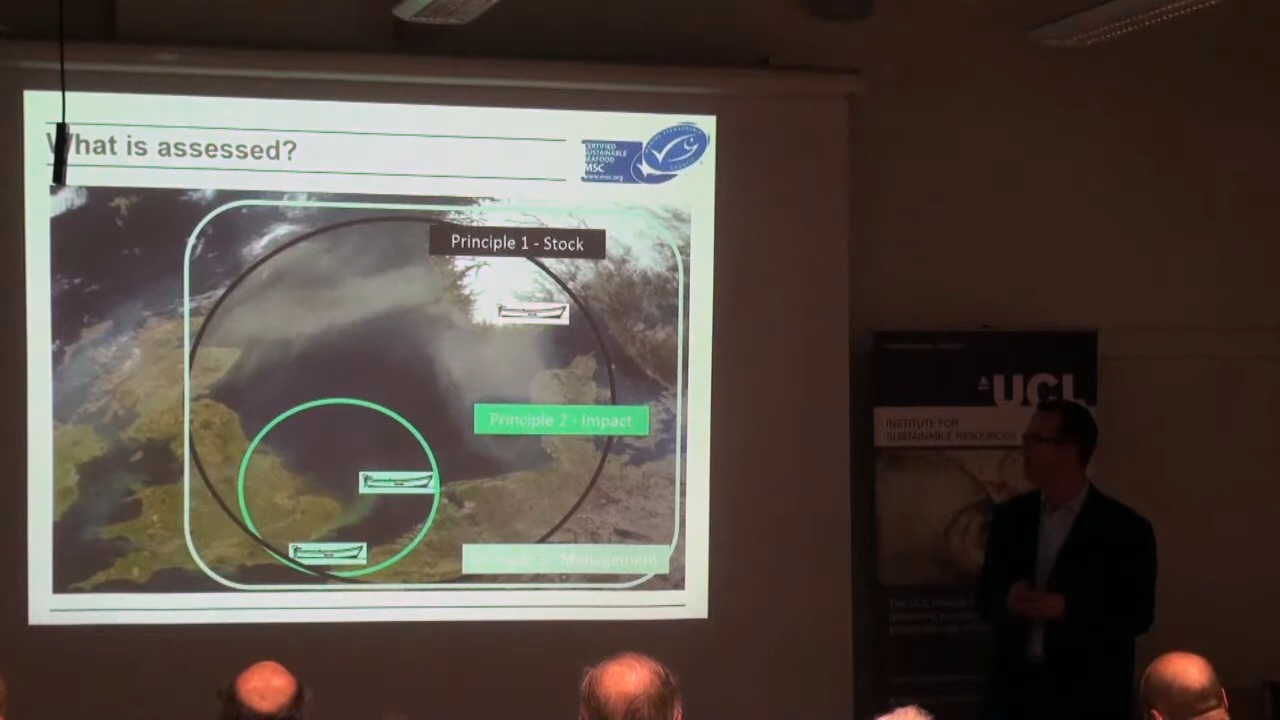 What is assessed?
CERTIFIED
SUSTAINABLE
SEAFOOD
MSC
www.msc.org
Principle 1 - Stock
Principle 2 - Impact
3 - Management
UCL
INSTITUTE FOR
SUSTAINABLE RESOURCES